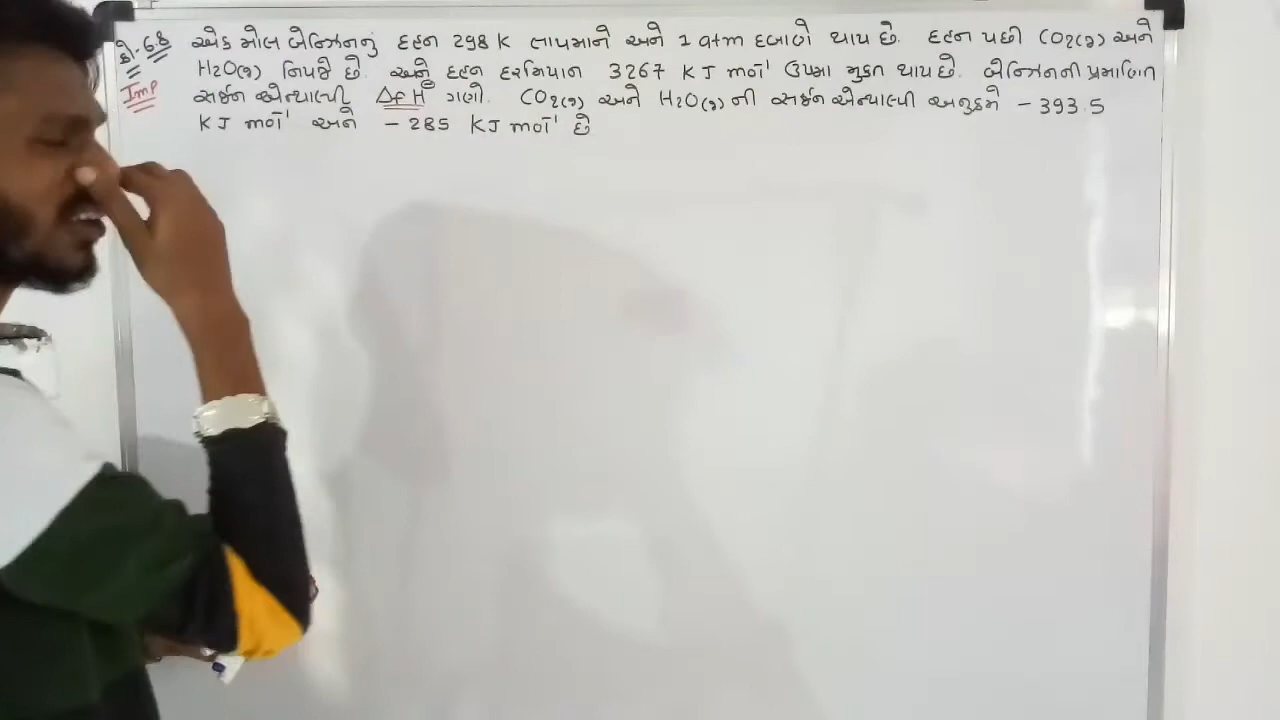 કો-6.8 એક મોલ બેન્ઝિનનું દહન 298 K તાપમાને અને 1 atm દબાણે થાય છે. દહન પછી CO2(g) અને
Imp H2O(g) નિપજે છે. અને દહન દરમિયાન 3267 KJ mol⁻¹ ઉષ્મા મુક્ત થાય છે. બેન્ઝિનની પ્રમાણિત
સર્જન એન્થાલ્પી ΔfH° ગણો. CO2(g) અને H2O(g) ની સર્જન એન્થાલ્પી અનુક્રમે -393.5
KJ mol⁻¹ અને -285 KJ mol⁻¹ છે